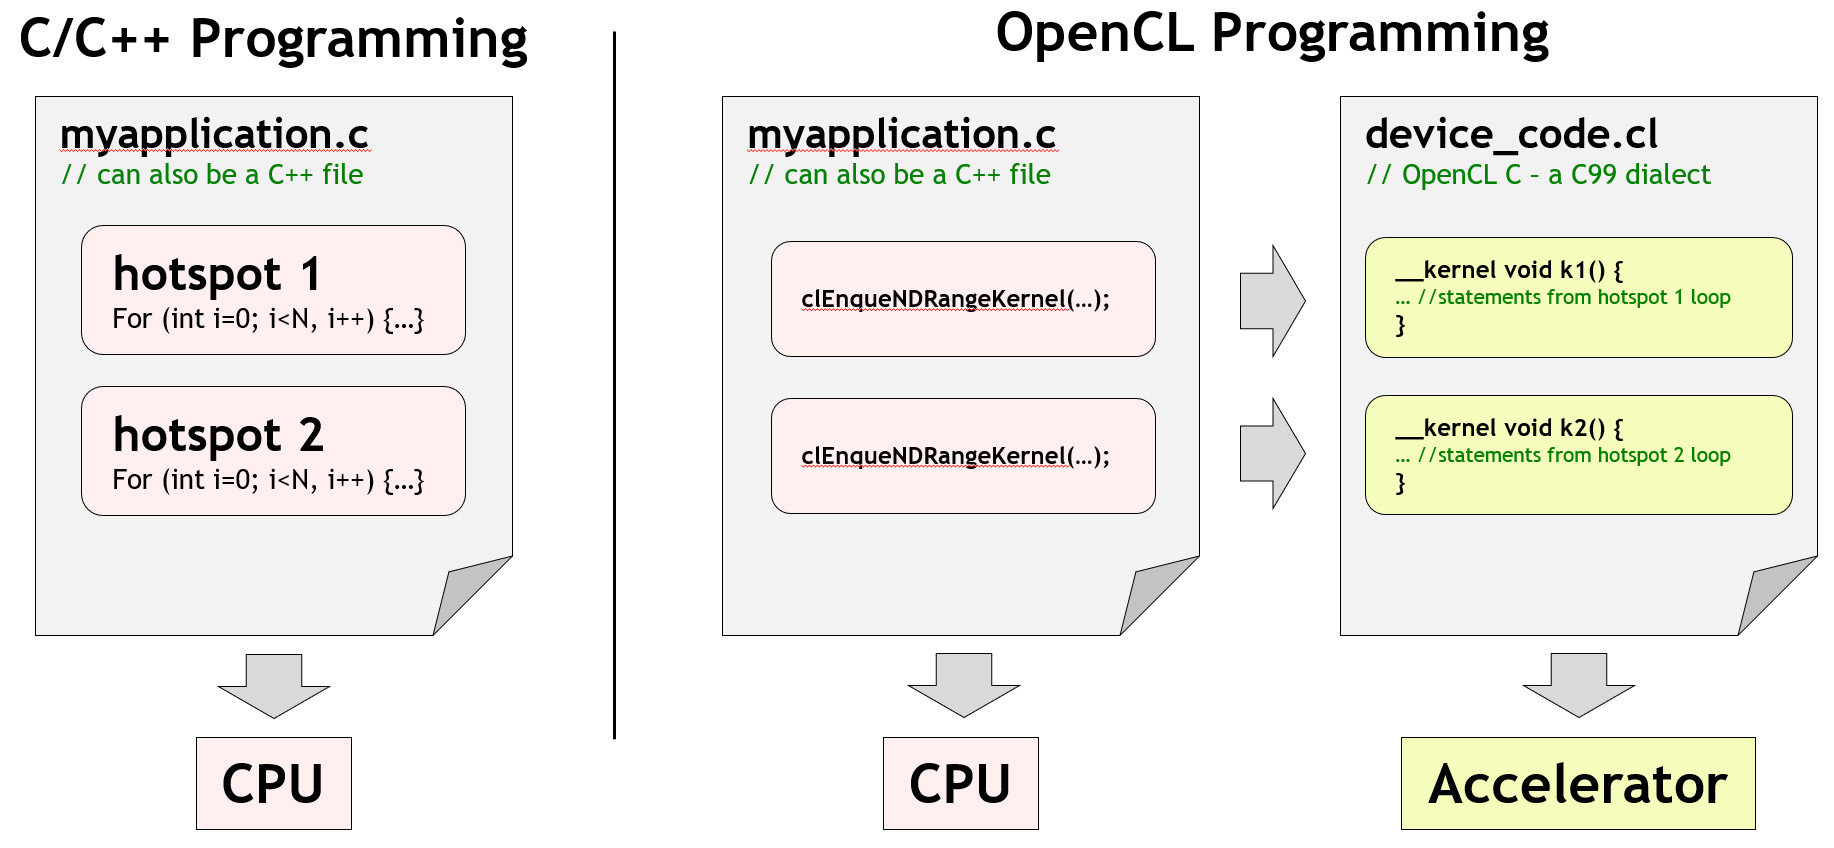 C/C++ Programming
myapplication.c
// can also be a C++ file
hotspot 1
For (int i=0; i<N, i++) {…}
hotspot 2
For (int i=0; i<N, i++) {…}
CPU
OpenCL Programming
myapplication.c
// can also be a C++ file
clEnqueNDRangeKernel(…);
clEnqueNDRangeKernel(…);
CPU
device_code.cl
// OpenCL C – a C99 dialect
__kernel void k1() {
… //statements from hotspot 1 loop
}
__kernel void k2() {
… //statements from hotspot 2 loop
}
Accelerator